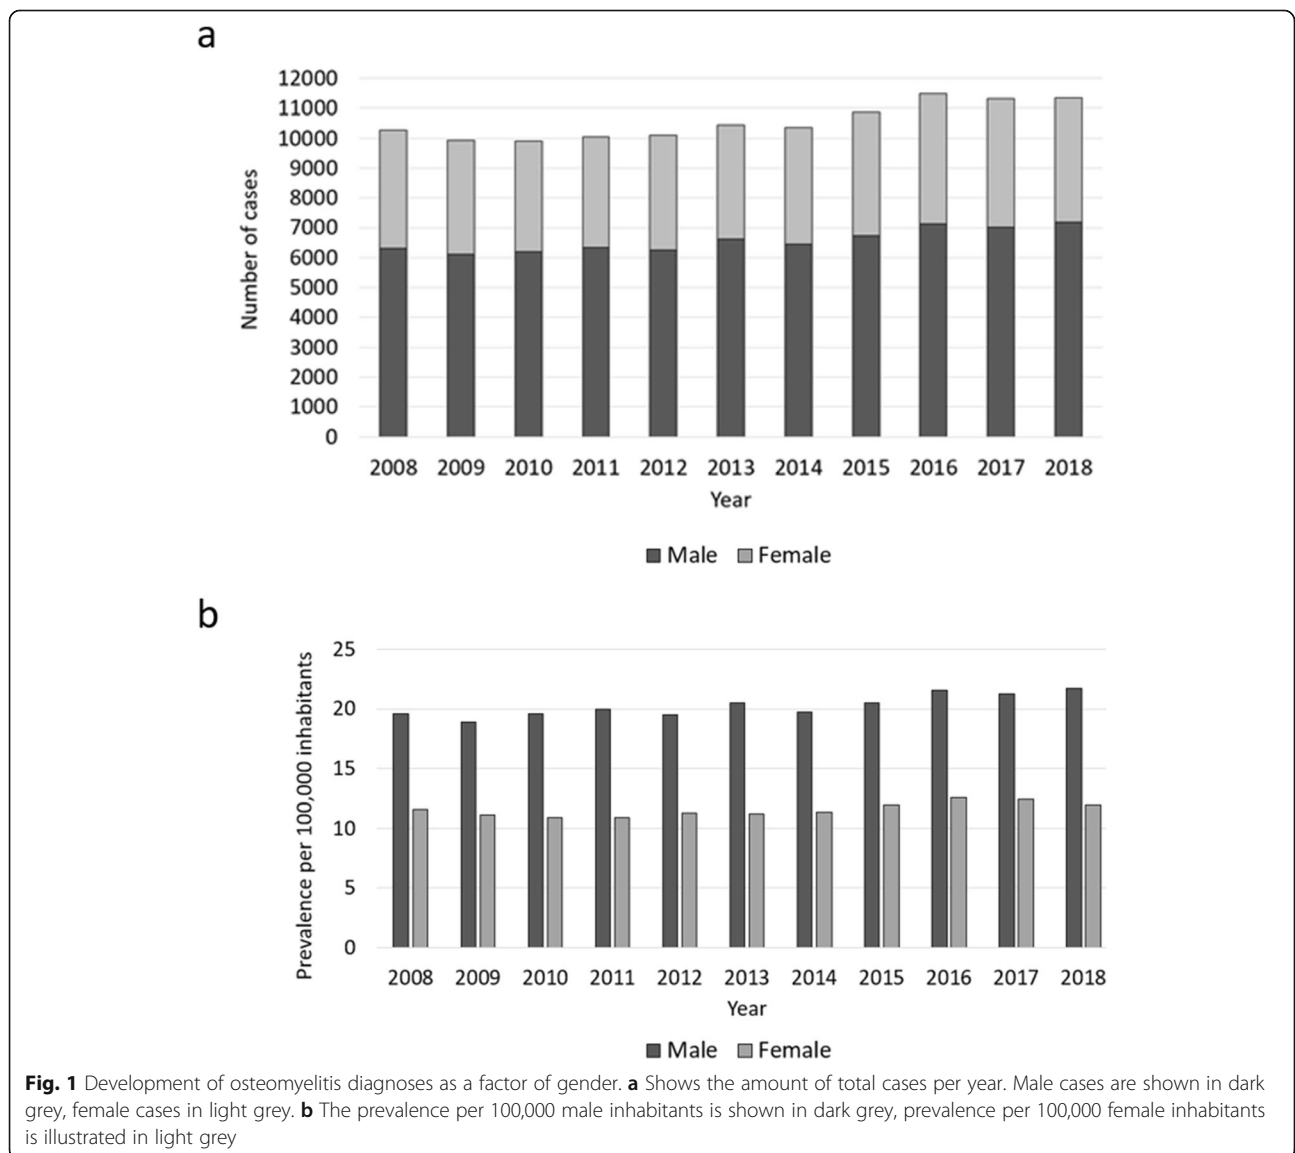 a
12000
11000
10000
9000
8000
7000
6000
5000
4000
3000
2000
1000
0
Number of cases
2008 2009 2010 2011 2012 2013 2014 2015 2016 2017 2018
Year
Male Female
b
25
20
15
10
5
0
Prevalence per 100,000 inhabitants
2008 2009 2010 2011 2012 2013 2014 2015 2016 2017 2018
Year
Male Female
Fig. 1 Development of osteomyelitis diagnoses as a factor of gender. a Shows the amount of total cases per year. Male cases are shown in dark
grey, female cases in light grey. b The prevalence per 100,000 male inhabitants is shown in dark grey, prevalence per 100,000 female inhabitants
is illustrated in light grey